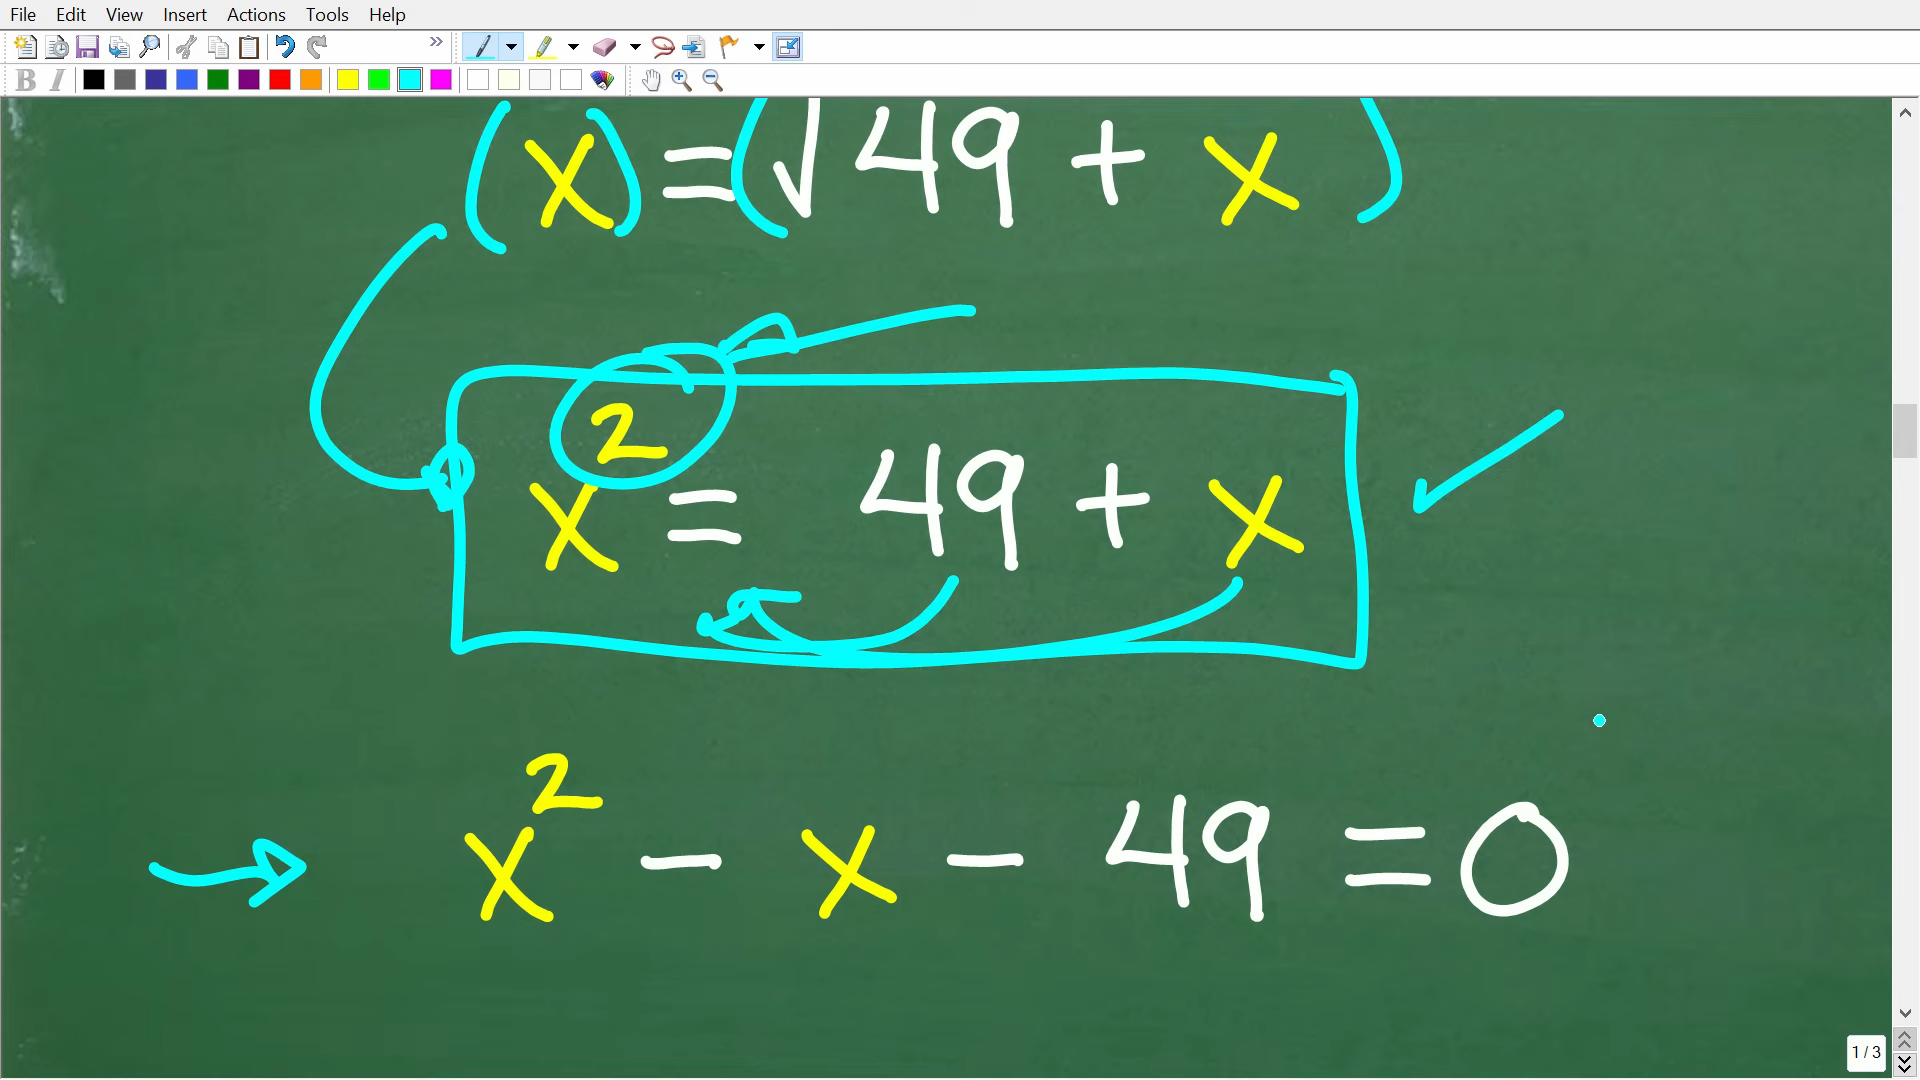 File Edit View Insert Actions Tools Help
B I
(x) = (√49 + x)
x² = 49 + x
x² - x - 49 = 0
1 / 3